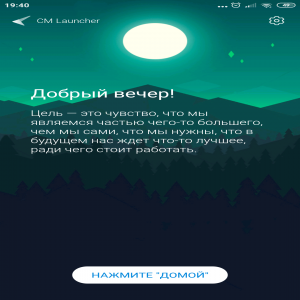 19:40
CM Launcher
Добрый вечер!
Цель — это чувство, что мы
являемся частью чего-то большего,
чем мы сами, что мы нужны, что в
будущем нас ждет что-то лучшее,
ради чего стоит работать.
НАЖМИТЕ "ДОМОЙ"